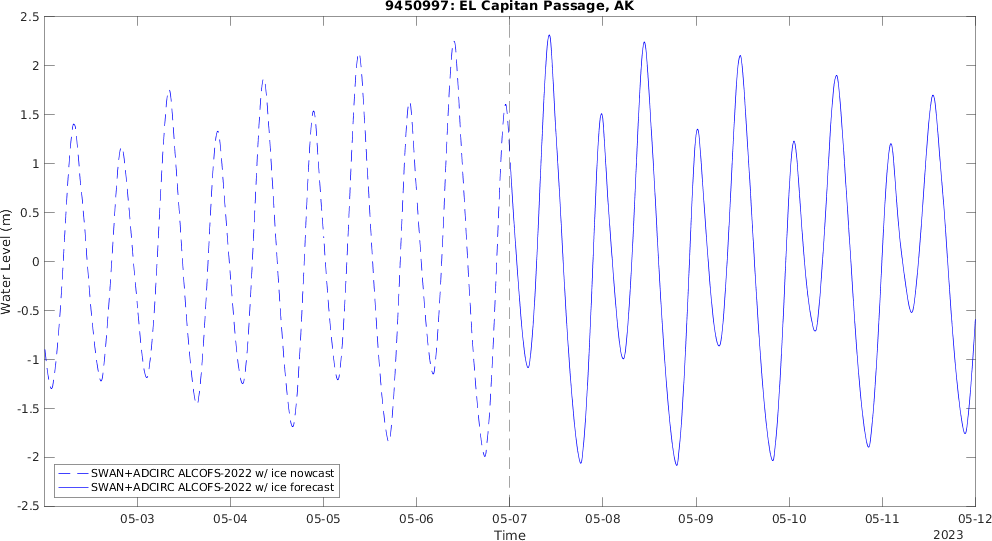 9450997: EL Capitan Passage, AK
2.5
2
1.5
1
0.5
0
-0.5
-1
-1.5
-2
-2.5
Water Level (m)
SWAN+ADCIRC ALCOFS-2022 w/ ice nowcast
SWAN+ADCIRC ALCOFS-2022 w/ ice forecast
05-03 05-04 05-05 05-06 05-07 05-08 05-09 05-10 05-11 05-12
Time
2023